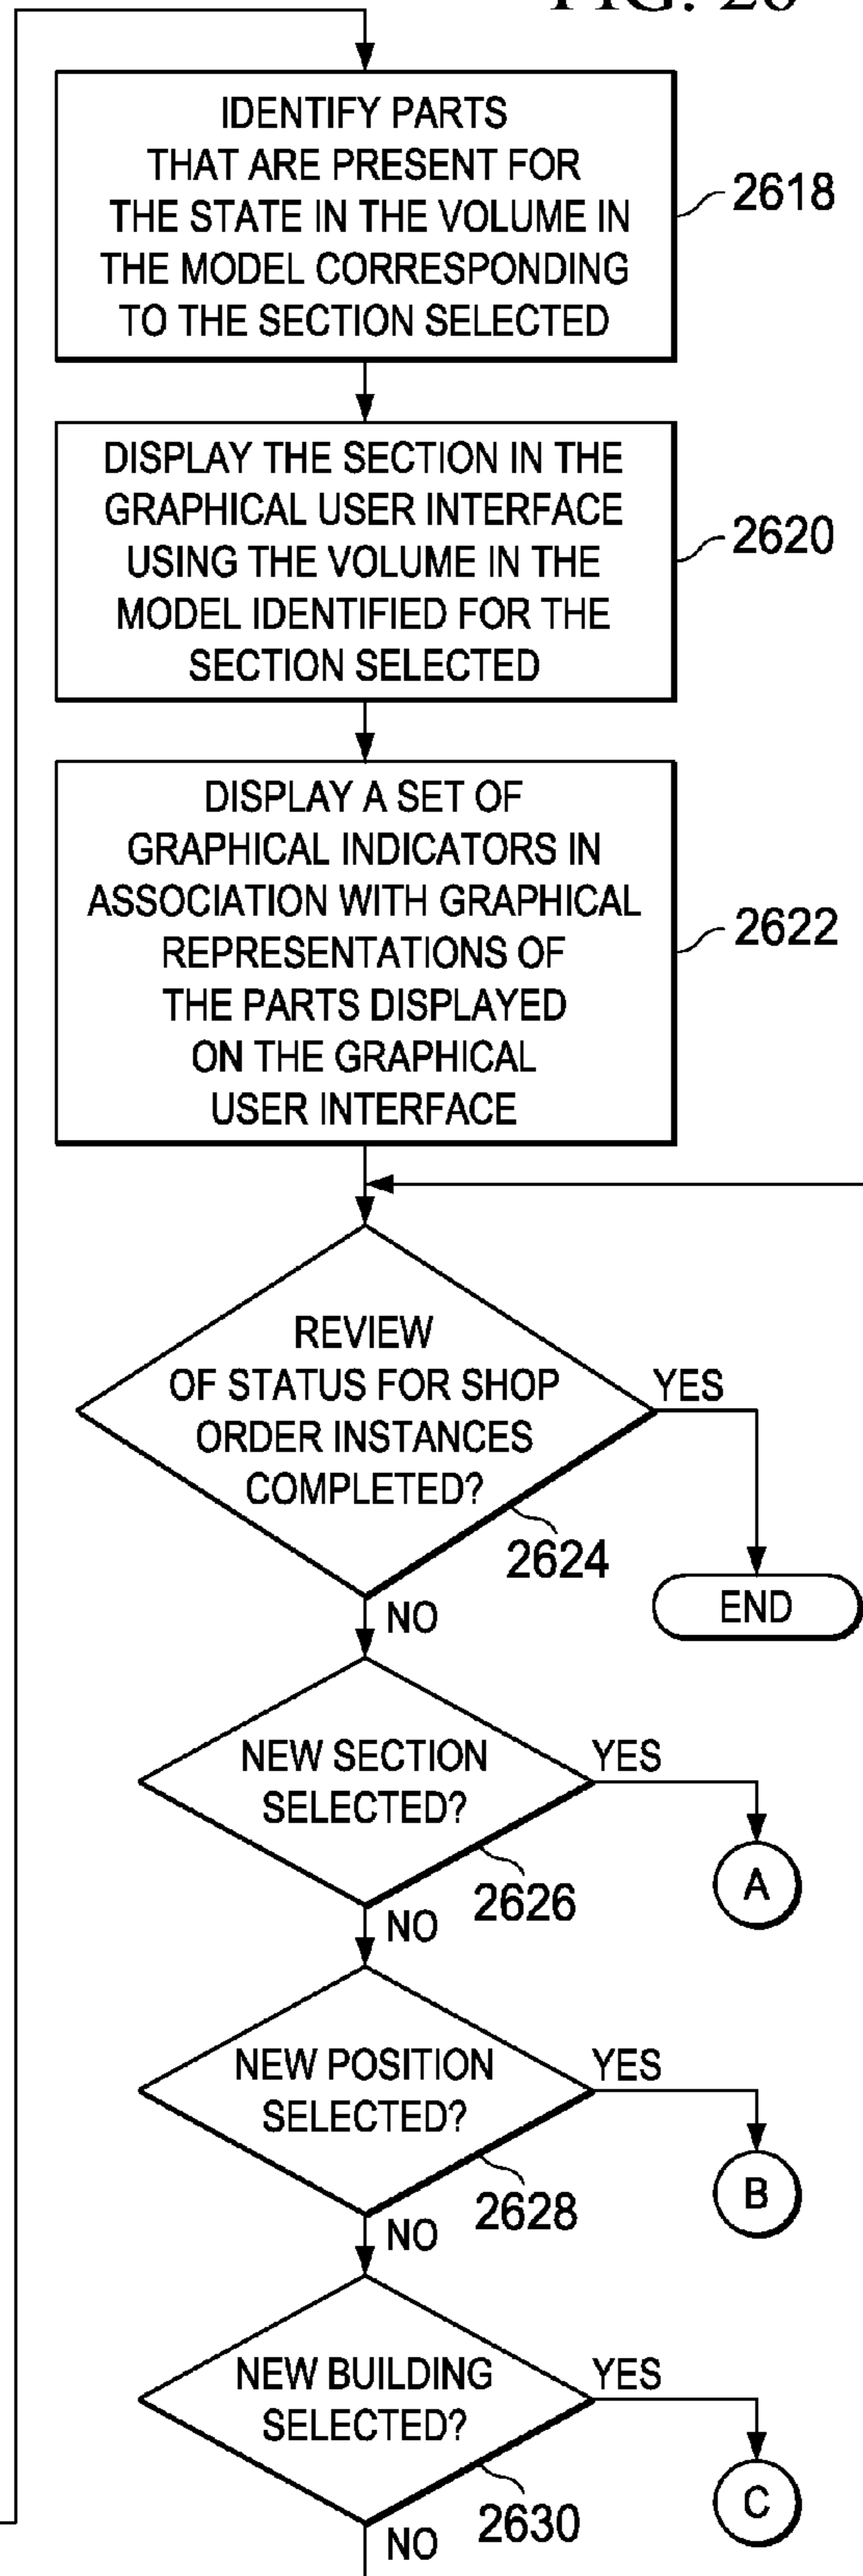 FIG. 26
IDENTIFY PARTS
THAT ARE PRESENT FOR
THE STATE IN THE VOLUME IN
THE MODEL CORRESPONDING
TO THE SECTION SELECTED
2618
DISPLAY THE SECTION IN THE
GRAPHICAL USER INTERFACE
USING THE VOLUME IN THE
MODEL IDENTIFIED FOR THE
SECTION SELECTED
2620
DISPLAY A SET OF
GRAPHICAL INDICATORS IN
ASSOCIATION WITH GRAPHICAL
REPRESENTATIONS OF
THE PARTS DISPLAYED
ON THE GRAPHICAL
USER INTERFACE
2622
REVIEW
OF STATUS FOR SHOP
ORDER INSTANCES
COMPLETED?
YES
2624
END
NO
NEW SECTION
SELECTED?
YES
2626
A
NO
NEW POSITION
SELECTED?
YES
2628
B
NO
NEW BUILDING
SELECTED?
YES
2630
C
NO